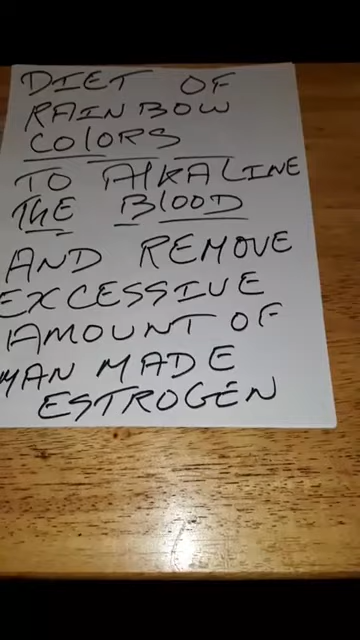 DIET OF
RAINBOW
COlORS
TO AlKALINE
THE BlOOD
AND REMOVE
EXCESSIVE
AMOUNT OF
MAN MADE
ESTROGEN